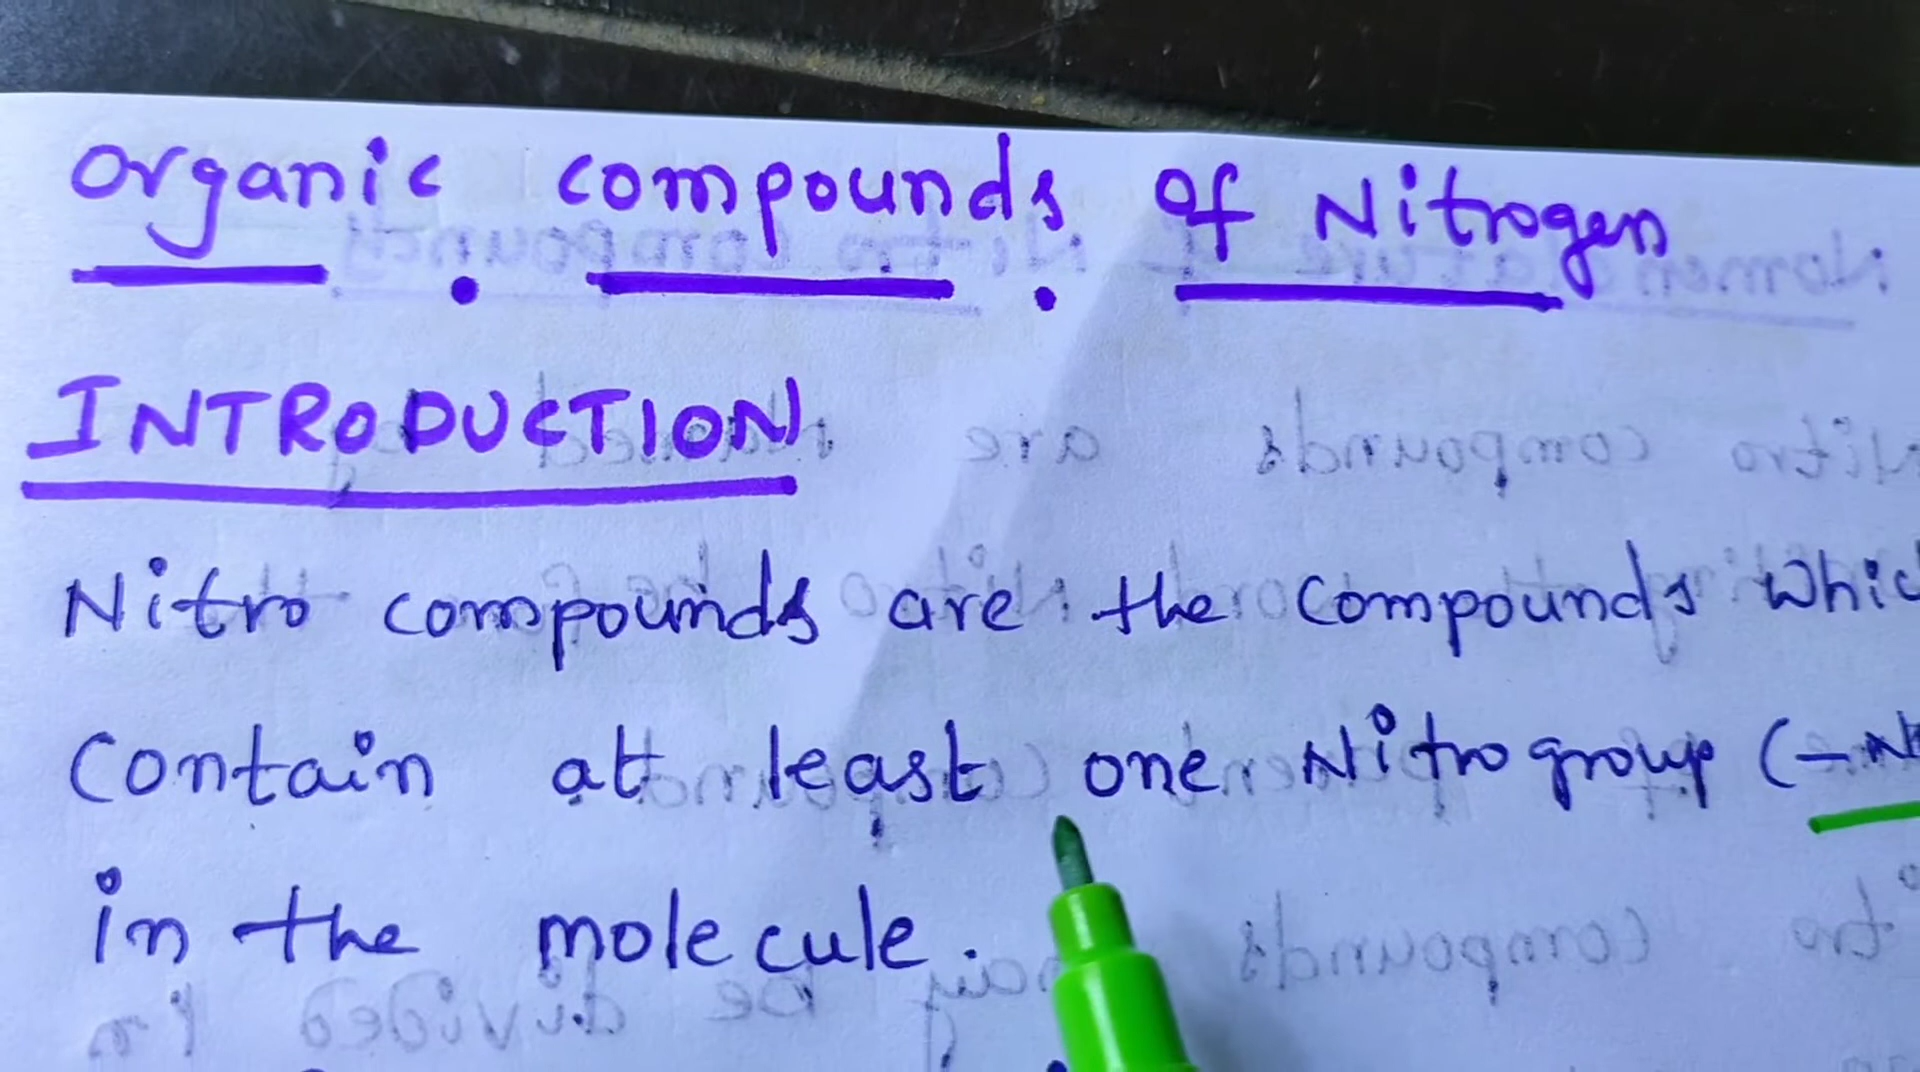 Organic compounds of Nitrogen
INTRODUCTION
Nitro compounds are the compounds whic
contain at least one Nitro group (-N
in the molecule.